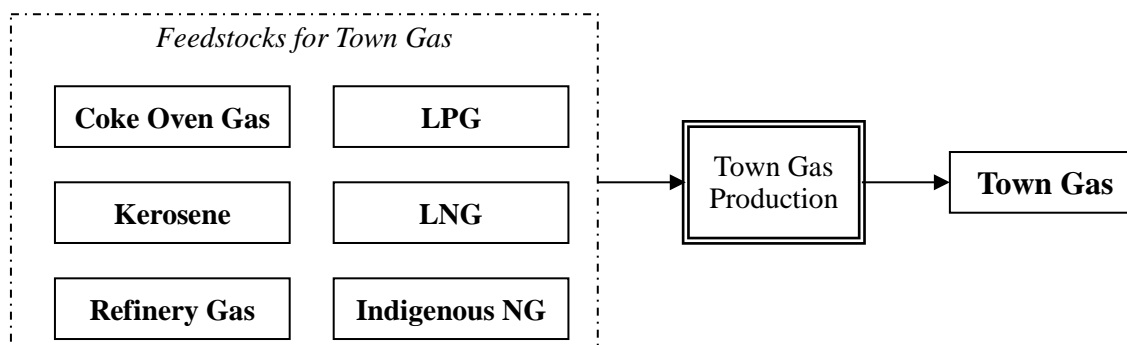 Feedstocks for Town Gas
Coke Oven Gas
LPG
Kerosene
LNG
Refinery Gas
Indigenous NG
Town Gas
Production
Town Gas